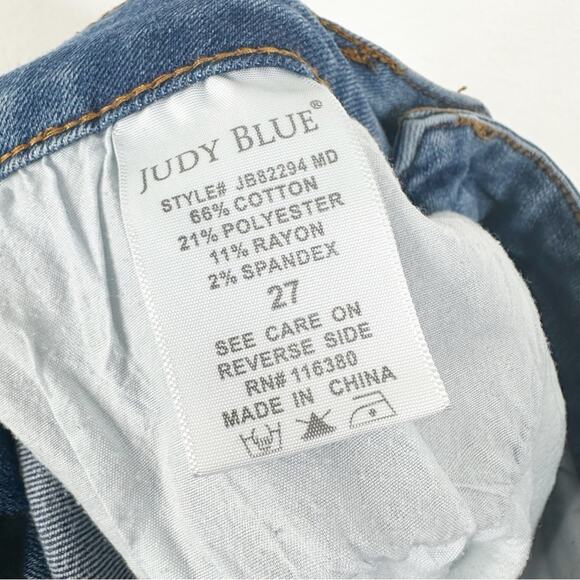 JUDY BLUE®
STYLE# JB82294 MD
66% COTTON
21% POLYESTER
11% RAYON
2% SPANDEX
27
SEE CARE ON
REVERSE SIDE
RN# 116380
MADE IN CHINA